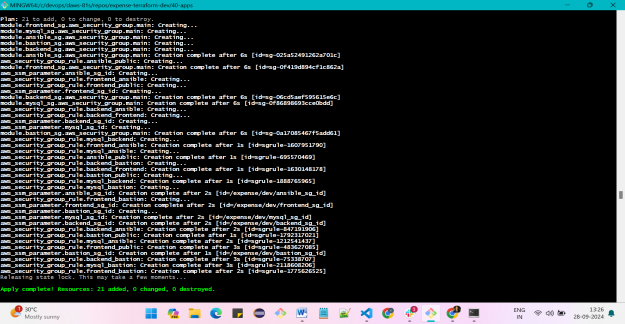 MINGW64:/c/devops/daws-81s/repos/expense-terraform-dev/40-apps
Plan: 21 to add, 0 to change, 0 to destroy.
module.frontend_sg.aws_security_group.main: Creating...
module.mysql_sg.aws_security_group.main: Creating...
module.ansible_sg.aws_security_group.main: Creating...
module.bastion_sg.aws_security_group.main: Creating...
module.backend_sg.aws_security_group.main: Creating...
module.ansible_sg.aws_security_group.main: Creation complete after 6s [id=sg-025a52491262a701c]
aws_security_group_rule.ansible_public: Creating...
module.frontend_sg.aws_security_group.main: Creation complete after 6s [id=sg-0f419d894cf1c862a]
aws_ssm_parameter.ansible_sg_id: Creating...
aws_security_group_rule.frontend_ansible: Creating...
aws_security_group_rule.frontend_public: Creating...
aws_ssm_parameter.frontend_sg_id: Creating...
module.backend_sg.aws_security_group.main: Creation complete after 6s [id=sg-06cd5aef595615e6c]
module.mysql_sg.aws_security_group.main: Creation complete after 6s [id=sg-0f86898693cce0bdd]
aws_security_group_rule.backend_ansible: Creating...
aws_security_group_rule.backend_frontend: Creating...
aws_ssm_parameter.backend_sg_id: Creating...
aws_ssm_parameter.mysql_sg_id: Creating...
module.bastion_sg.aws_security_group.main: Creation complete after 6s [id=sg-0a17085467f5add61]
aws_security_group_rule.mysql_backend: Creating...
aws_security_group_rule.frontend_ansible: Creation complete after 1s [id=sgrule-1607951790]
aws_security_group_rule.mysql_ansible: Creating...
aws_security_group_rule.ansible_public: Creation complete after 1s [id=sgrule-695570469]
aws_security_group_rule.backend_bastion: Creating...
aws_security_group_rule.backend_frontend: Creation complete after 1s [id=sgrule-1630148178]
aws_security_group_rule.bastion_public: Creating...
aws_security_group_rule.mysql_backend: Creation complete after 1s [id=sgrule-1888765965]
aws_security_group_rule.mysql_bastion: Creating...
aws_ssm_parameter.ansible_sg_id: Creation complete after 2s [id=/expense/dev/ansible_sg_id]
aws_security_group_rule.frontend_bastion: Creating...
aws_ssm_parameter.frontend_sg_id: Creation complete after 2s [id=/expense/dev/frontend_sg_id]
aws_ssm_parameter.bastion_sg_id: Creating...
aws_ssm_parameter.mysql_sg_id: Creation complete after 2s [id=/expense/dev/mysql_sg_id]
aws_ssm_parameter.backend_sg_id: Creation complete after 2s [id=/expense/dev/backend_sg_id]
aws_security_group_rule.backend_ansible: Creation complete after 2s [id=sgrule-847191906]
aws_security_group_rule.bastion_public: Creation complete after 1s [id=sgrule-1792317021]
aws_security_group_rule.mysql_ansible: Creation complete after 2s [id=sgrule-1212541437]
aws_security_group_rule.frontend_public: Creation complete after 4s [id=sgrule-483627085]
aws_ssm_parameter.bastion_sg_id: Creation complete after 1s [id=/expense/dev/bastion_sg_id]
aws_security_group_rule.backend_bastion: Creation complete after 3s [id=sgrule-75338707]
aws_security_group_rule.mysql_bastion: Creation complete after 3s [id=sgrule-2118608206]
aws_security_group_rule.frontend_bastion: Creation complete after 2s [id=sgrule-1775626525]
Releasing state lock. This may take a few moments...
Apply complete! Resources: 21 added, 0 changed, 0 destroyed.
30°C
Mostly sunny
ENG
IN
13:26
28-09-2024